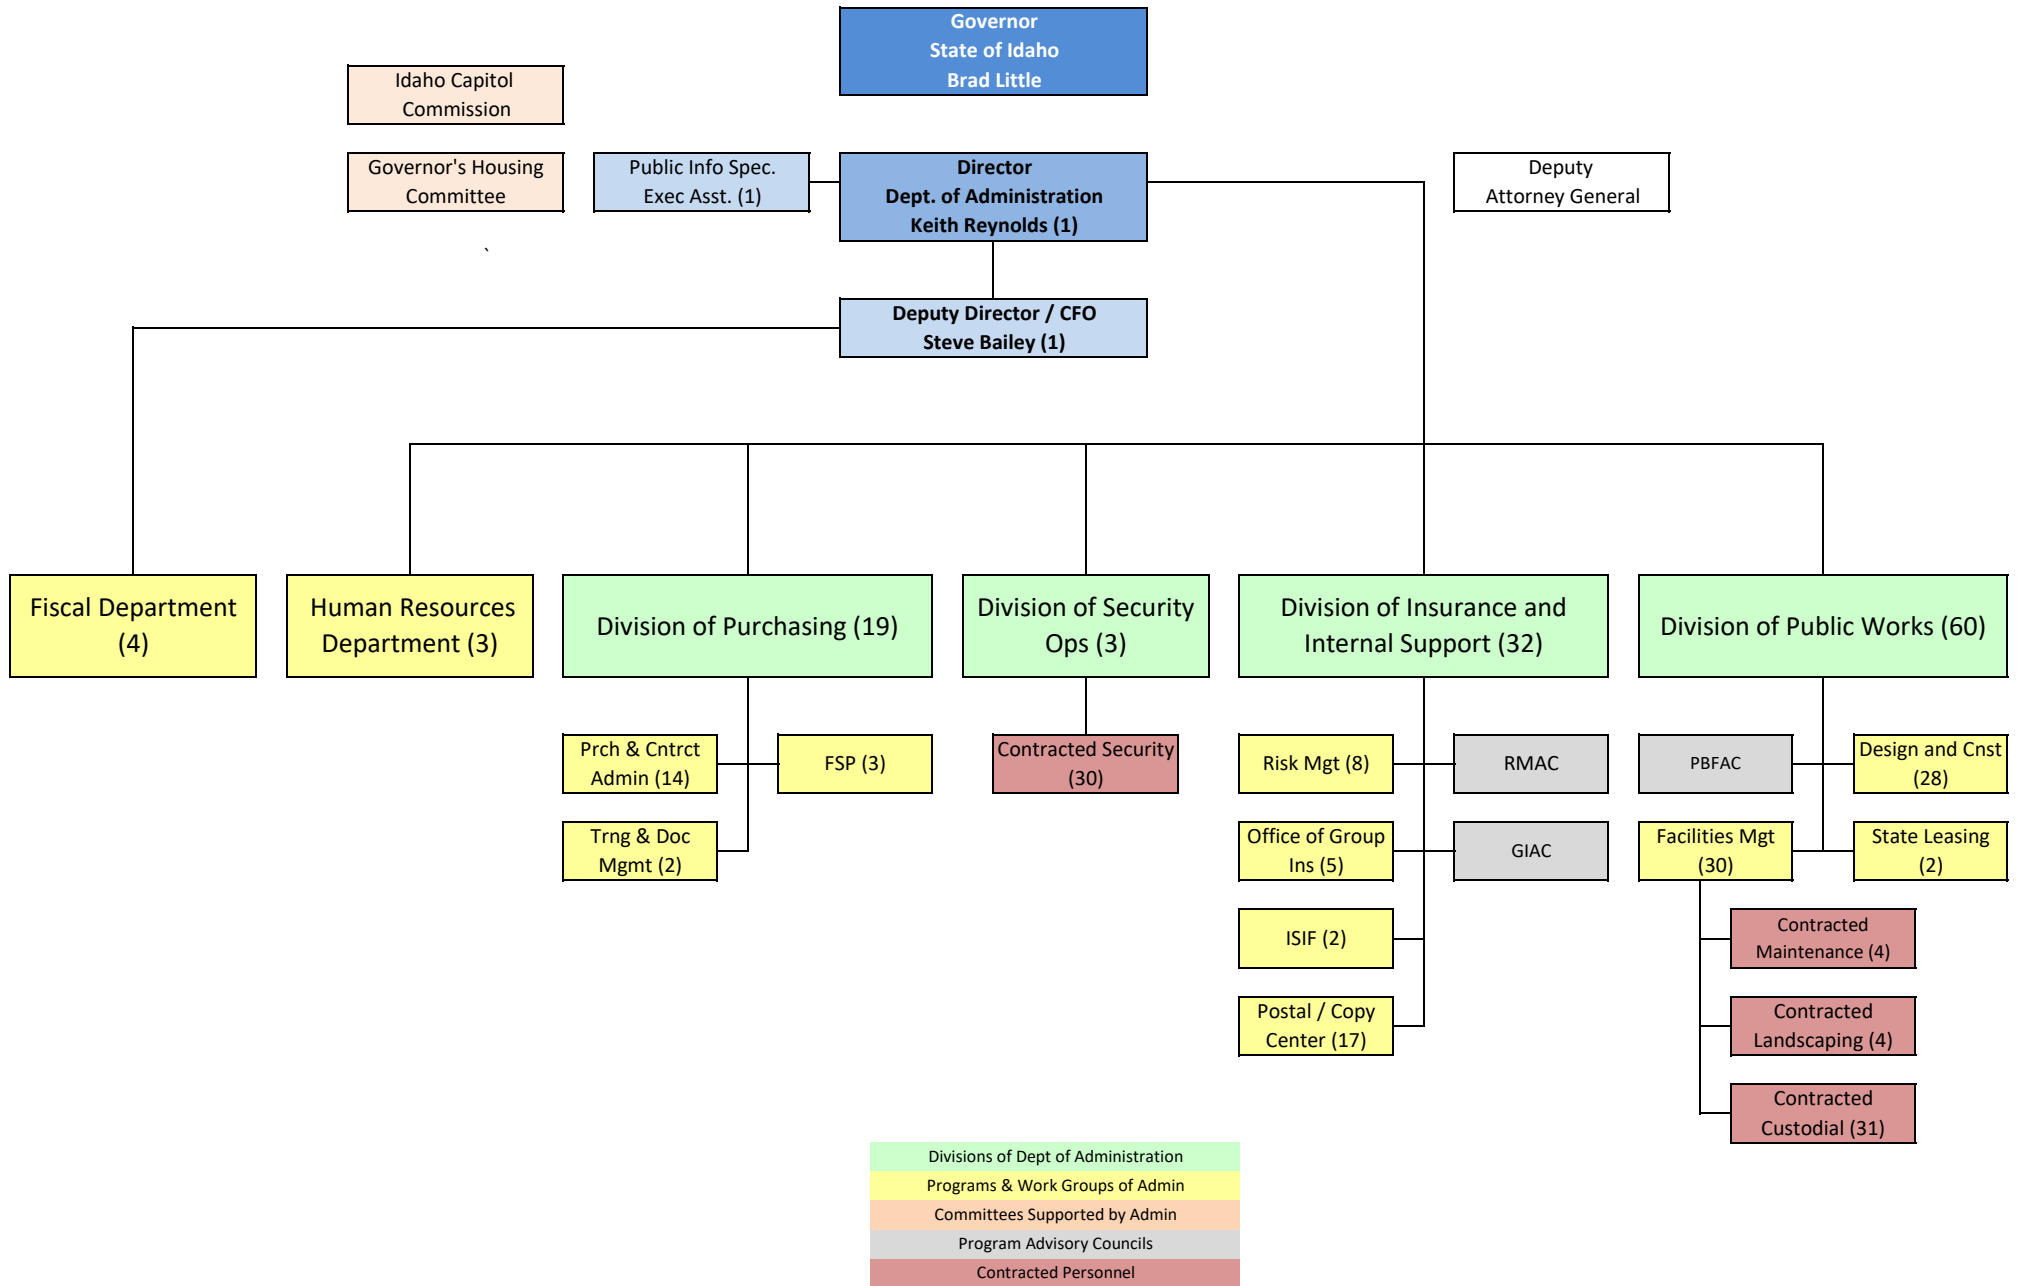 Governor
State of Idaho
Brad Little
Idaho Capitol
Commission
Governor's Housing
Committee
Public Info Spec.
Exec Asst. (1)
Director
Dept. of Administration
Keith Reynolds (1)
Deputy
Attorney General
`
Deputy Director / CFO
Steve Bailey (1)
Fiscal Department
(4)
Human Resources
Department (3)
Division of Purchasing (19)
Division of Security
Ops (3)
Division of Insurance and
Internal Support (32)
Division of Public Works (60)
Prch & Cntrct
Admin (14)
FSP (3)
Contracted Security
(30)
Risk Mgt (8)
RMAC
PBFAC
Design and Cnst
(28)
Trng & Doc
Mgmt (2)
Office of Group
Ins (5)
GIAC
Facilities Mgt
(30)
State Leasing
(2)
ISIF (2)
Contracted
Maintenance (4)
Postal / Copy
Center (17)
Contracted
Landscaping (4)
Contracted
Custodial (31)
Divisions of Dept of Administration
Programs & Work Groups of Admin
Committees Supported by Admin
Program Advisory Councils
Contracted Personnel